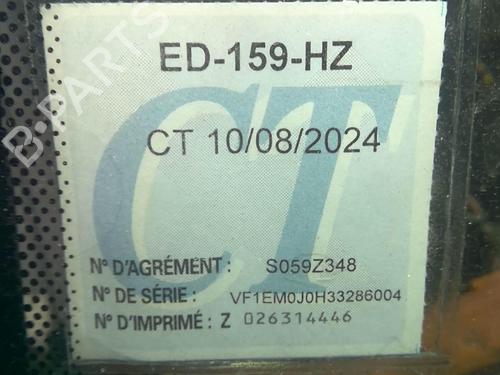 ED-159-HZ
CT 10/08/2024
CT
N° D'AGRÉMENT : S059Z348
N° DE SÉRIE : VF1EM0J0H33286004
N° D'IMPRIMÉ : Z 026314446
B-PARTS